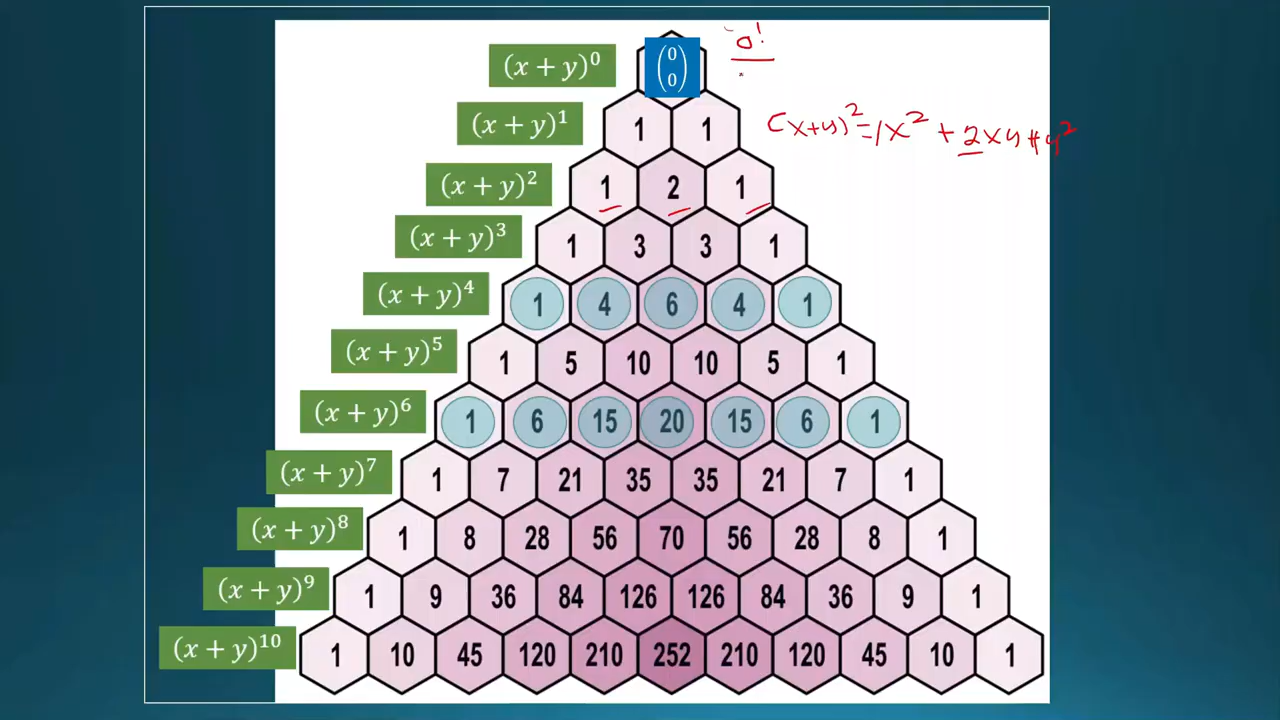 (x + y)⁰ (0 0) 0!
(x + y)¹ 1 1 (x+y)² = 1x² + 2xy + y²
(x + y)² 1 2 1
(x + y)³ 1 3 3 1
(x + y)⁴ 1 4 6 4 1
(x + y)⁵ 1 5 10 10 5 1
(x + y)⁶ 1 6 15 20 15 6 1
(x + y)⁷ 1 7 21 35 35 21 7 1
(x + y)⁸ 1 8 28 56 70 56 28 8 1
(x + y)⁹ 1 9 36 84 126 126 84 36 9 1
(x + y)¹⁰ 1 10 45 120 210 252 210 120 45 10 1